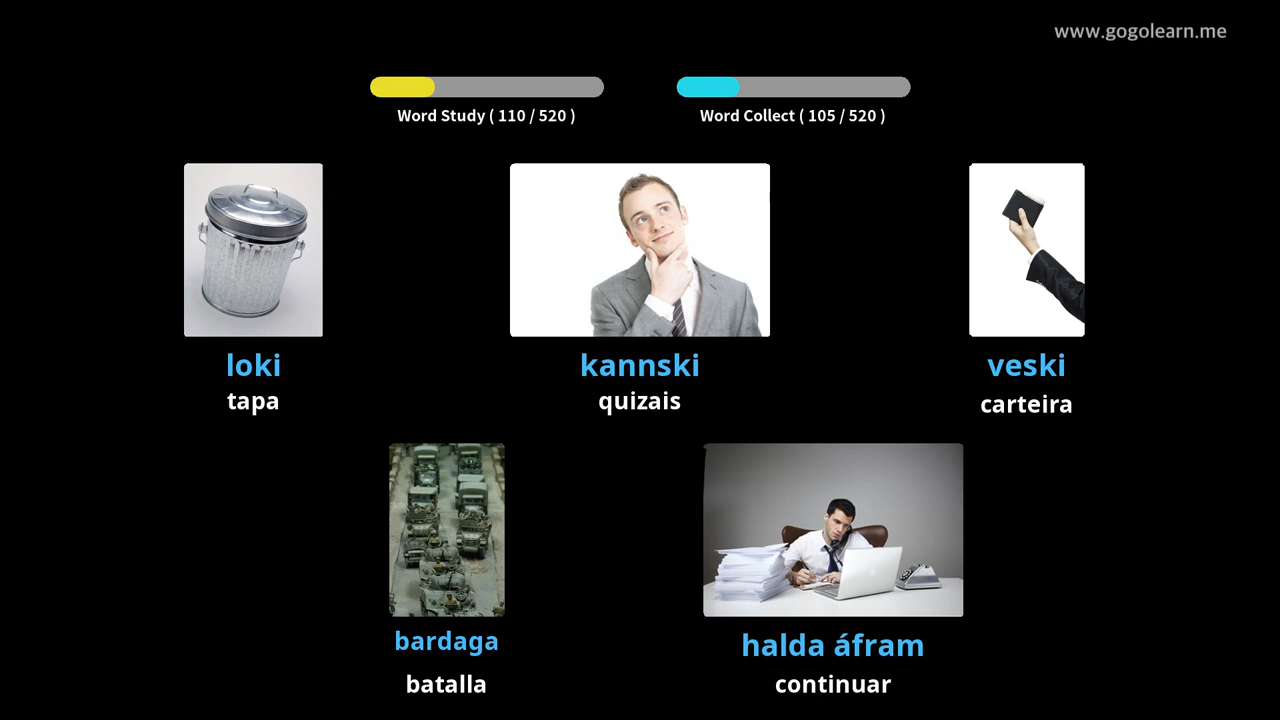 www.gogolearn.me
Word Study ( 110 / 520 )
Word Collect ( 105 / 520 )
loki
tapa
kannski
quizais
veski
carteira
bardaga
batalla
halda áfram
continuar